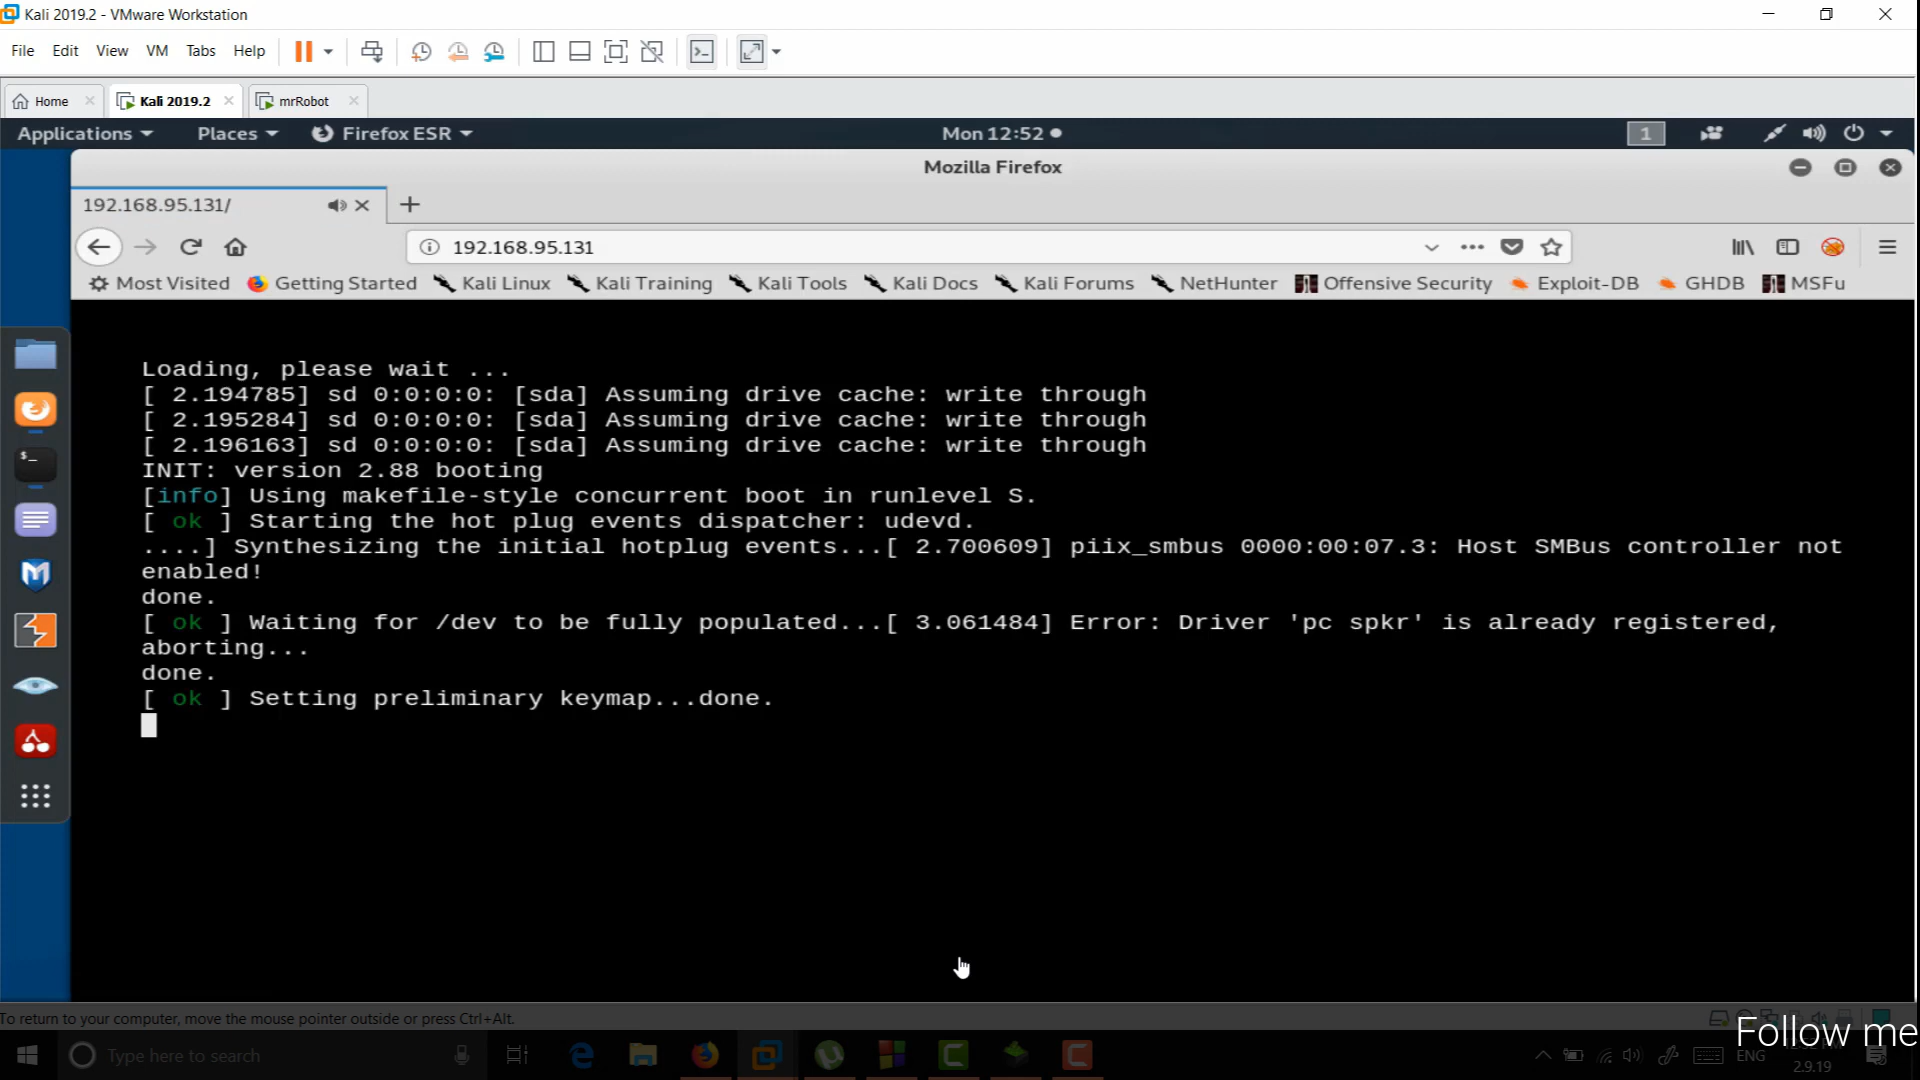 Kali 2019.2 - VMware Workstation
File Edit View VM Tabs Help
Home Kali 2019.2 mrRobot
Applications Places Firefox ESR Mon 12:52 1
Mozilla Firefox
192.168.95.131/
192.168.95.131
Most Visited Getting Started Kali Linux Kali Training Kali Tools Kali Docs Kali Forums NetHunter Offensive Security Exploit-DB GHDB MSFu
Loading, please wait ...
[ 2.194785] sd 0:0:0:0: [sda] Assuming drive cache: write through
[ 2.195284] sd 0:0:0:0: [sda] Assuming drive cache: write through
[ 2.196163] sd 0:0:0:0: [sda] Assuming drive cache: write through
INIT: version 2.88 booting
[info] Using makefile-style concurrent boot in runlevel S.
[ ok ] Starting the hot plug events dispatcher: udevd.
....] Synthesizing the initial hotplug events...[ 2.700609] piix_smbus 0000:00:07.3: Host SMBus controller not
enabled!
done.
[ ok ] Waiting for /dev to be fully populated...[ 3.061484] Error: Driver 'pc spkr' is already registered,
aborting...
done.
[ ok ] Setting preliminary keymap...done.
To return to your computer, move the mouse pointer outside or press Ctrl+Alt.
Follow me
Type here to search
ENG
2.9.19